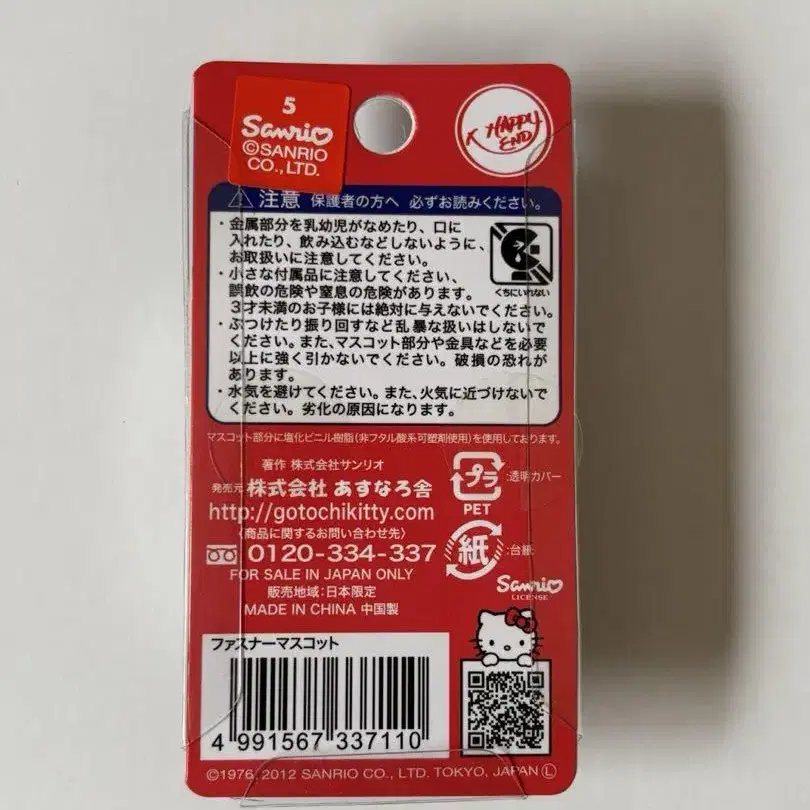 5
Sanrio
©SANRIO
CO.,LTD.
K HAPPY
END
注意 保護者の方へ 必ずお読みください。
・金属部分を乳幼児がなめたり、口に
入れたり、飲み込むなどしないように、
お取扱いに注意してください。
・小さな付属品に注意してください、
誤飲の危険や窒息の危険があります。
3才未満のお子様には絶対に与えないでください。
くちにいれない
・ぶつけたり振り回すなど乱暴な扱いはしないで
ください。また、マスコット部分や金具などを必要
以上に強く引かないでください。破損の恐れが
あります。
・水気を避けてください。また、火気に近づけないで
ください。劣化の原因になります。
マスコット部分に塩化ビニル樹脂(非フタル酸系可塑剤使用)を使用しております。
著作 株式会社サンリオ
発売元 株式会社 あすなろ舎
http://gotochikitty.com
〈商品に関するお問い合わせ先〉
0120-334-337
FOR SALE IN JAPAN ONLY
販売地域:日本限定
MADE IN CHINA 中国製
プラ :透明カバー
PET
紙 :台紙
Sanrio
LICENSE
ファスナーマスコット
4 991567 337110
©1976, 2012 SANRIO CO., LTD. TOKYO, JAPAN Ⓛ